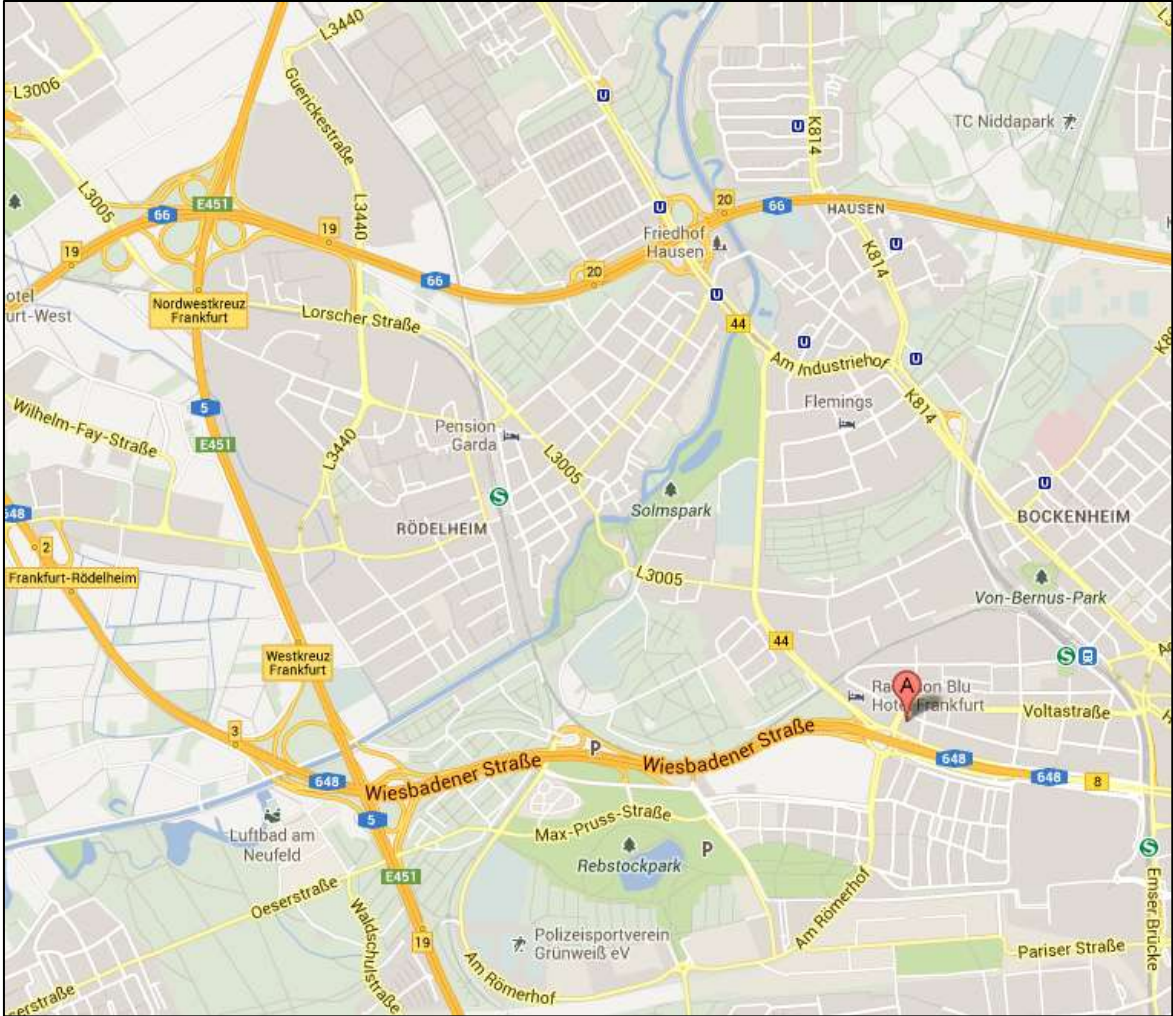 L3440
L3006
Guerickestraße
K814
TC Niddapark
L3005
E451
66
19
L3440
20
66
HAUSEN
Friedhof
Hausen
K814
19
20
66
Nordwestkreuz
Frankfurt
Lorscher Straße
44
Am Industriehof
5
Wilhelm-Fay-Straße
E451
Pension
Garda
L3440
L3005
Flemings
K814
S
Solmspark
RÖDELHEIM
BOCKENHEIM
2
Frankfurt-Rödelheim
L3005
Von-Bernus-Park
44
Westkreuz
Frankfurt
S
A
Hotel Frankfurt
Voltastraße
3
648
Wiesbadener Straße
P
Wiesbadener Straße
648
648
8
5
Luftbad am
Neufeld
Max-Pruss-Straße
Rebstockpark
P
S
E451
Oeserstraße
Waldschulstraße
19
Polizeisportverein
Grünweiß eV
Am Römerhof
Am Römerhof
Pariser Straße
Emser Brücke
U
U
U
U
U
U
U
U